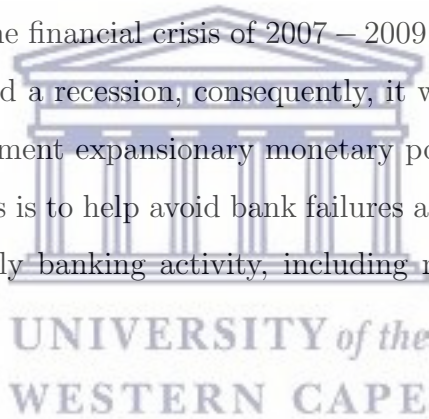 ne financial crisis of 2007 – 2009
d a recession, consequently, it w
ment expansionary monetary po
s is to help avoid bank failures a
ly banking activity, including r
UNIVERSITY of the
WESTERN CAPE